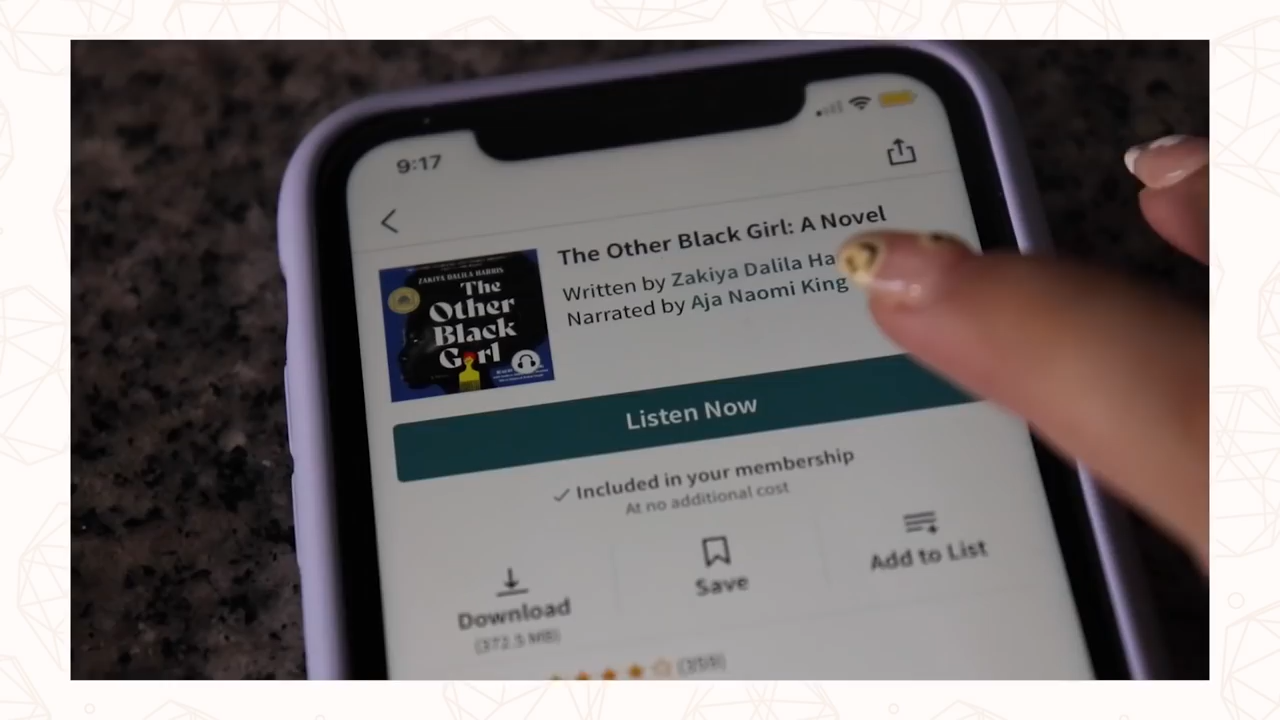 9:17
The Other Black Girl: A Novel
Written by Zakiya Dalila Ha
Narrated by Aja Naomi King
ZAKIYA DALILA HARRIS
The
Other
Black
Girl
Listen Now
Included in your membership
At no additional cost
Download
(372.5 MB)
Save
Add to List